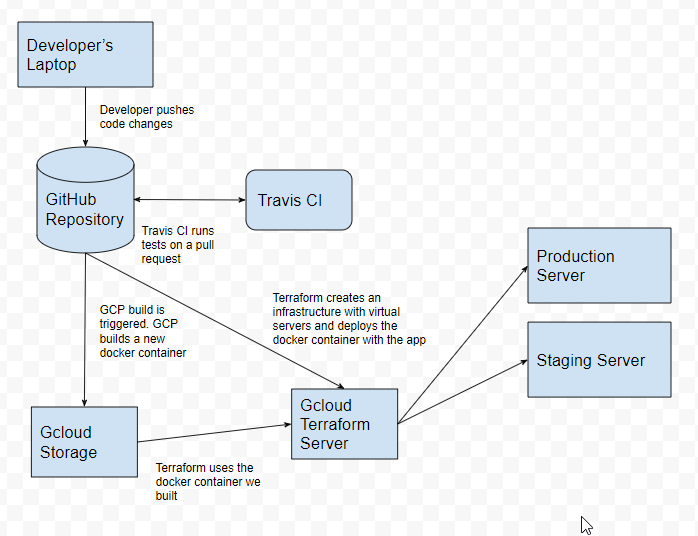 Developer's
Laptop
Developer pushes
code changes
GitHub
Repository
Travis CI
Travis CI runs
tests on a pull
request
Production
Server
Terraform creates an
infrastructure with virtual
servers and deploys the
docker container with the app
GCP build is
triggered. GCP
builds a new
docker container
Staging Server
Gcloud
Terraform
Server
Gcloud
Storage
Terraform uses the
docker container we
built